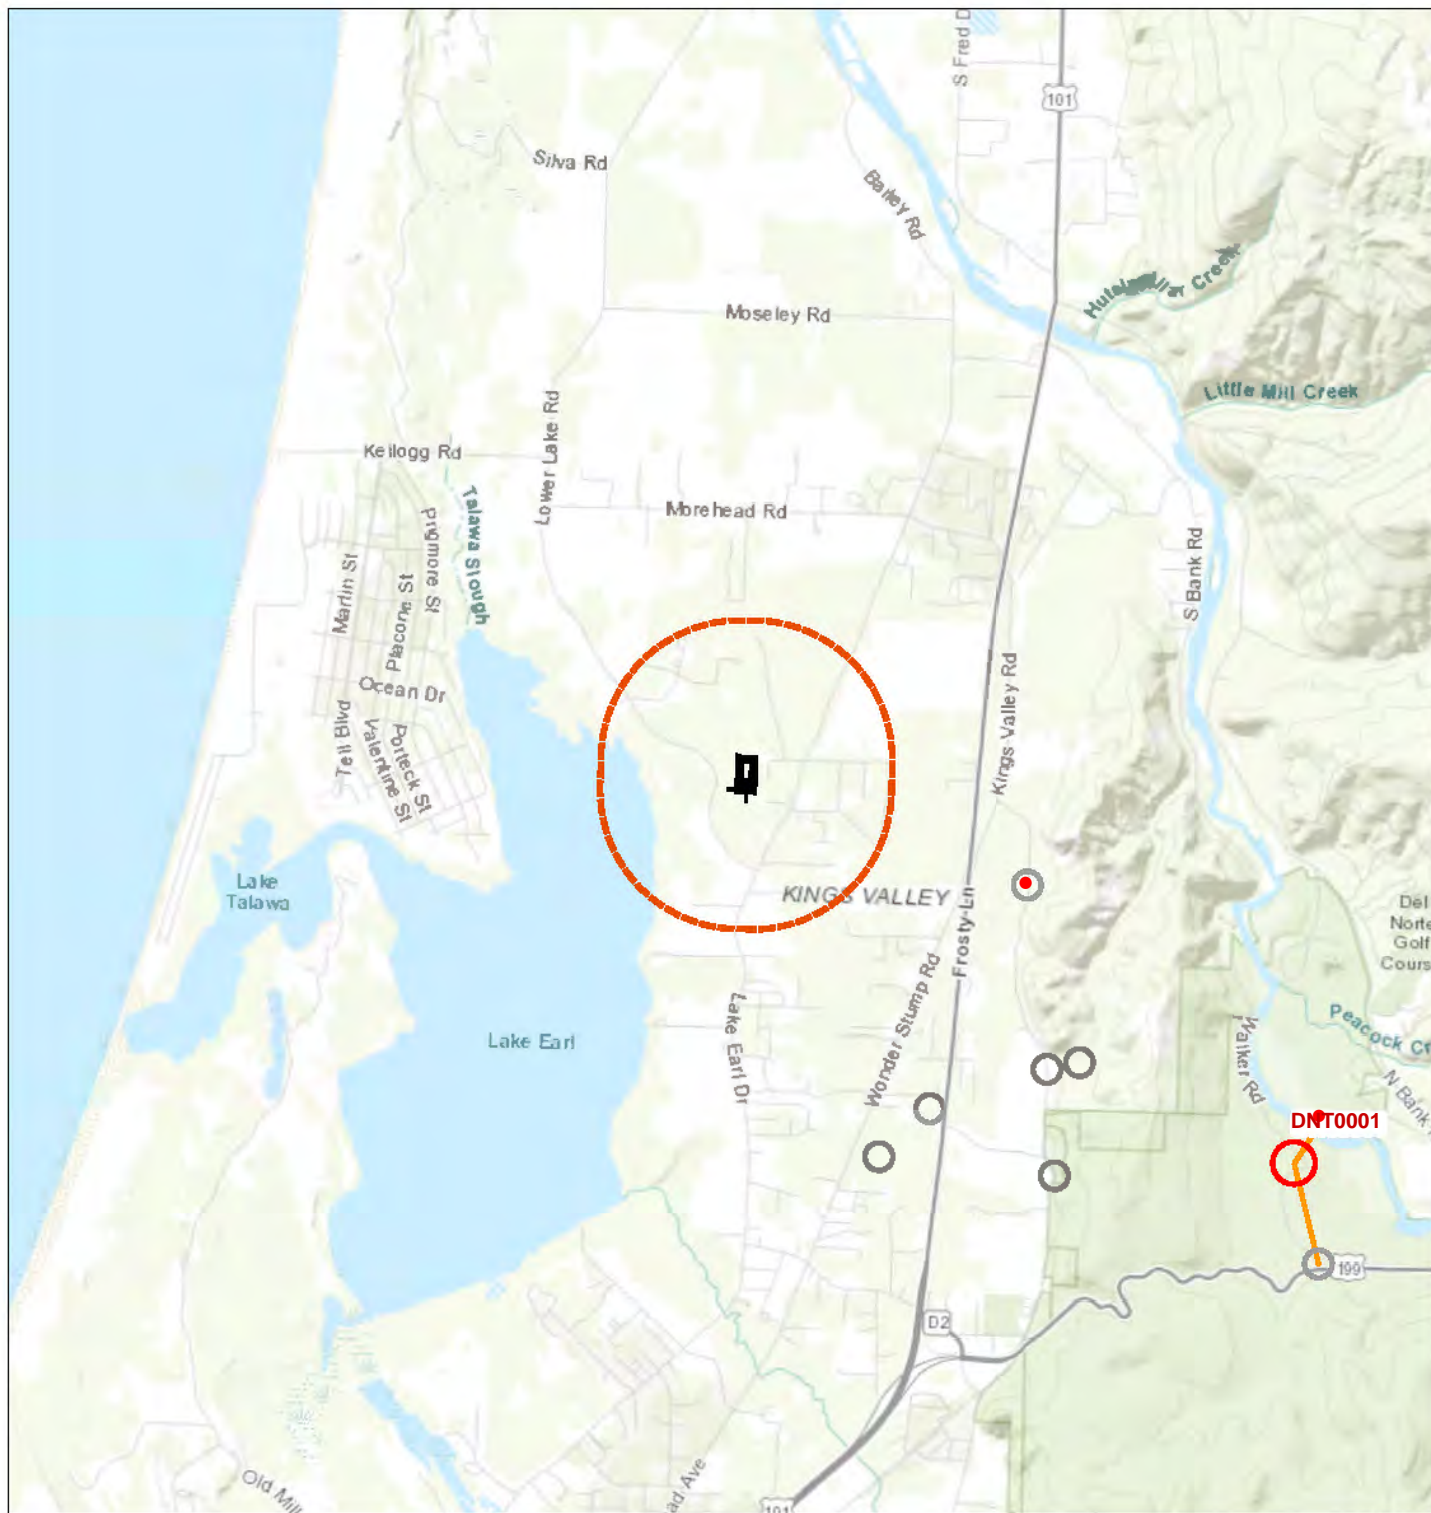 S Fred D
101
Silva Rd
Bailey Rd
Creek
Moseley Rd
Little Mill Creek
Lower Lake Rd
Kellogg Rd
Talawa Slough
Pigmore St
Morehead Rd
S Bank Rd
Martin St
Placone St
Ocean Dr
Kings Valley Rd
Tell Blvd
Valentine St
Porteck St
Lake
Talawa
KINGS VALLEY
Frosty Ln
Del
Norte
Golf
Cours
Wonder Stump Rd
Lake Earl Dr
Lake Earl
Walker Rd
Peacock Cr
N Bank
DNT0001
199
D2
Old Mill
ad Ave
101